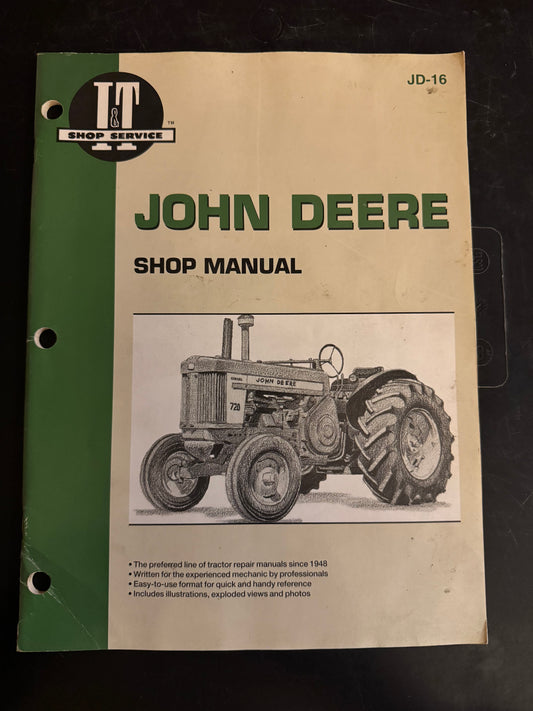 JD-16
I&T
SHOP SERVICE
™
JOHN DEERE
SHOP MANUAL
JOHN DEERE
720
• The preferred line of tractor repair manuals since 1948
• Written for the experienced mechanic by professionals
• Easy-to-use format for quick and handy reference
• Includes illustrations, exploded views and photos